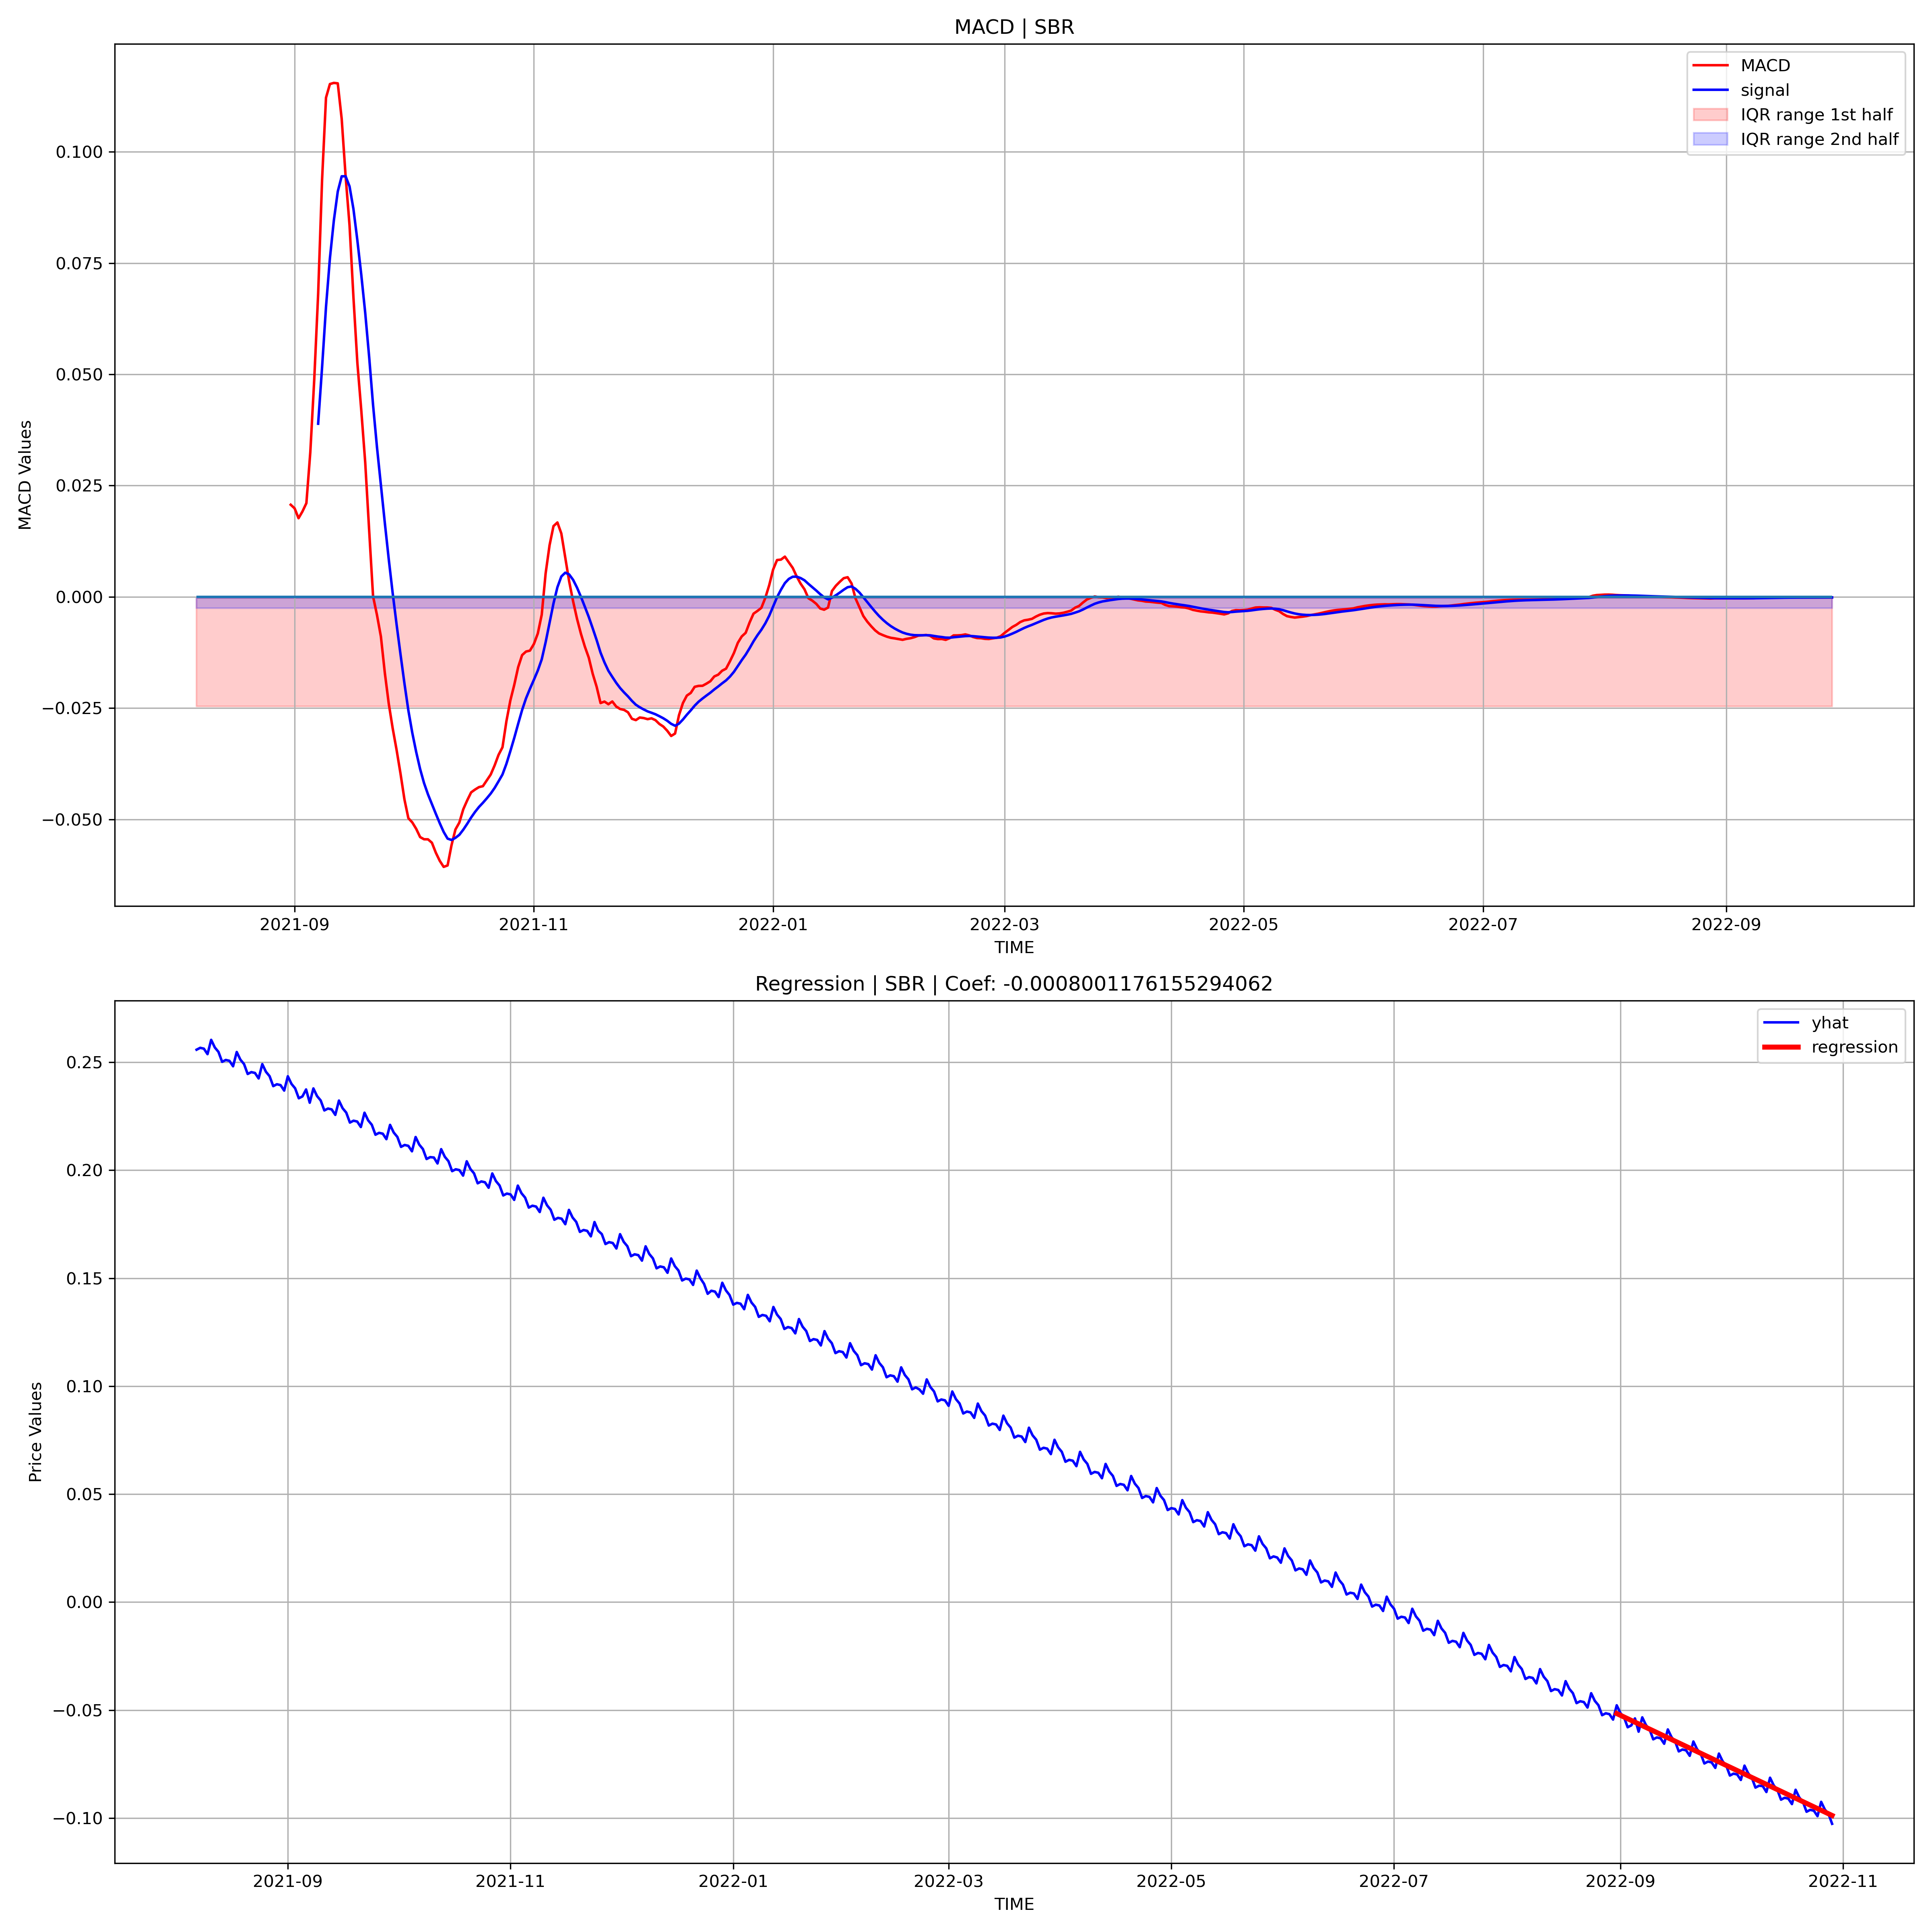 MACD | SBR
MACD
signal
IQR range 1st half
IQR range 2nd half
MACD Values
0.100
0.075
0.050
0.025
0.000
−0.025
−0.050
2021-09
2021-11
2022-01
2022-03
2022-05
2022-07
2022-09
TIME
Regression | SBR | Coef: -0.0008001176155294062
yhat
regression
Price Values
0.25
0.20
0.15
0.10
0.05
0.00
−0.05
−0.10
2021-09
2021-11
2022-01
2022-03
2022-05
2022-07
2022-09
2022-11
TIME